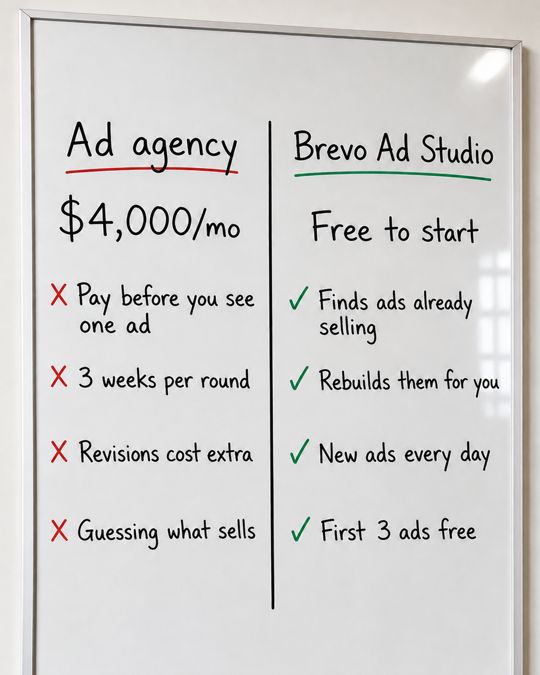 Ad agency
$4,000/mo
X Pay before you see
one ad
X 3 weeks per round
X Revisions cost extra
X Guessing what sells
Brevo Ad Studio
Free to start
✓ Finds ads already
selling
✓ Rebuilds them for you
✓ New ads every day
✓ First 3 ads free